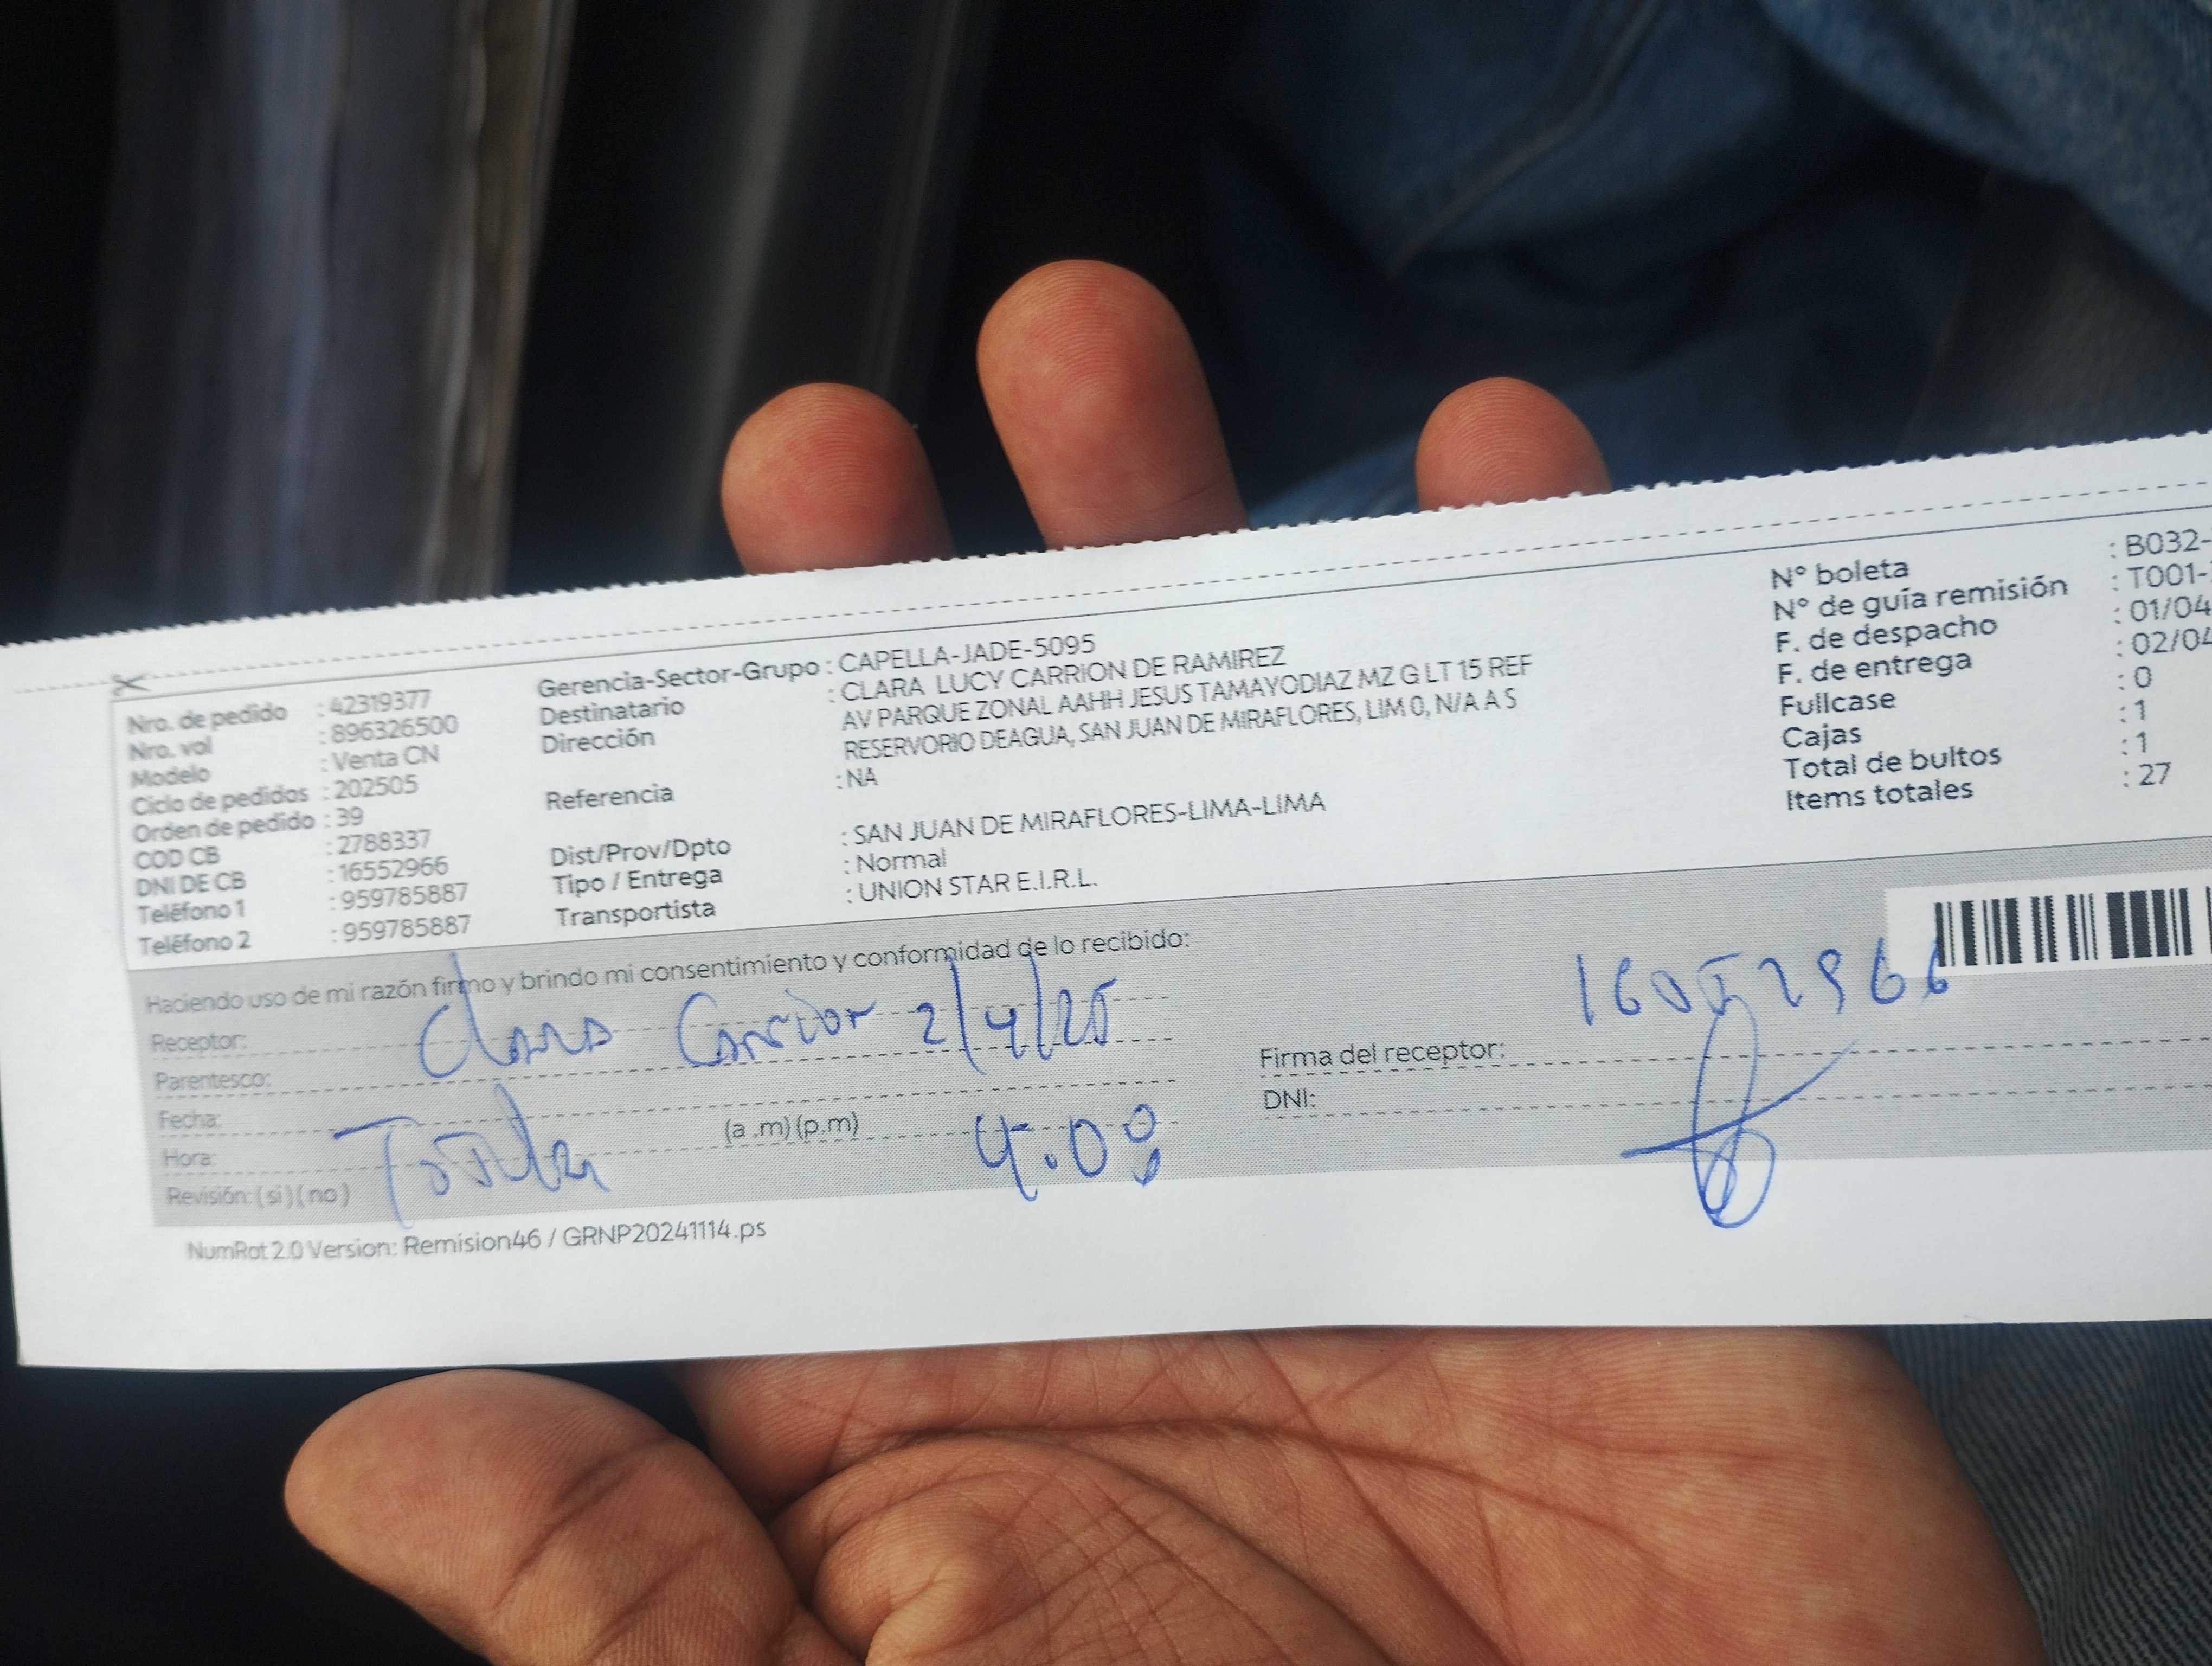 Nro. de pedido : 42319377
Nro. vol : 896326500
Modelo : Venta CN
Ciclo de pedidos : 202505
Orden de pedido : 39
COD CB : 2788337
DNI DE CB : 16552966
Teléfono 1 : 959785887
Teléfono 2 : 959785887
Gerencia-Sector-Grupo : CAPELLA-JADE-5095
Destinatario : CLARA LUCY CARRION DE RAMIREZ
Dirección AV PARQUE ZONAL AAHH JESUS TAMAYODIAZ MZ G LT 15 REF
RESERVORIO DEAGUA, SAN JUAN DE MIRAFLORES, LIM 0, N/A A S
Referencia : NA
Dist/Prov/Dpto : SAN JUAN DE MIRAFLORES-LIMA-LIMA
Tipo / Entrega : Normal
Transportista : UNION STAR E.I.R.L.
N° boleta : B032-
N° de guía remisión : T001-
F. de despacho : 01/04
F. de entrega : 02/04
Fullcase : 0
Cajas : 1
Total de bultos : 1
Items totales : 27
Haciendo uso de mi razón firmo y brindo mi consentimiento y conformidad de lo recibido:
Receptor: Clara Carrion 2/4/25
Parentesco:
Fecha:
Hora: (a .m) (p.m) 4.00
Revisión: (si) (no)
16552966
Firma del receptor:
DNI:
NumRot 2.0 Version: Remision46 / GRNP20241114.ps